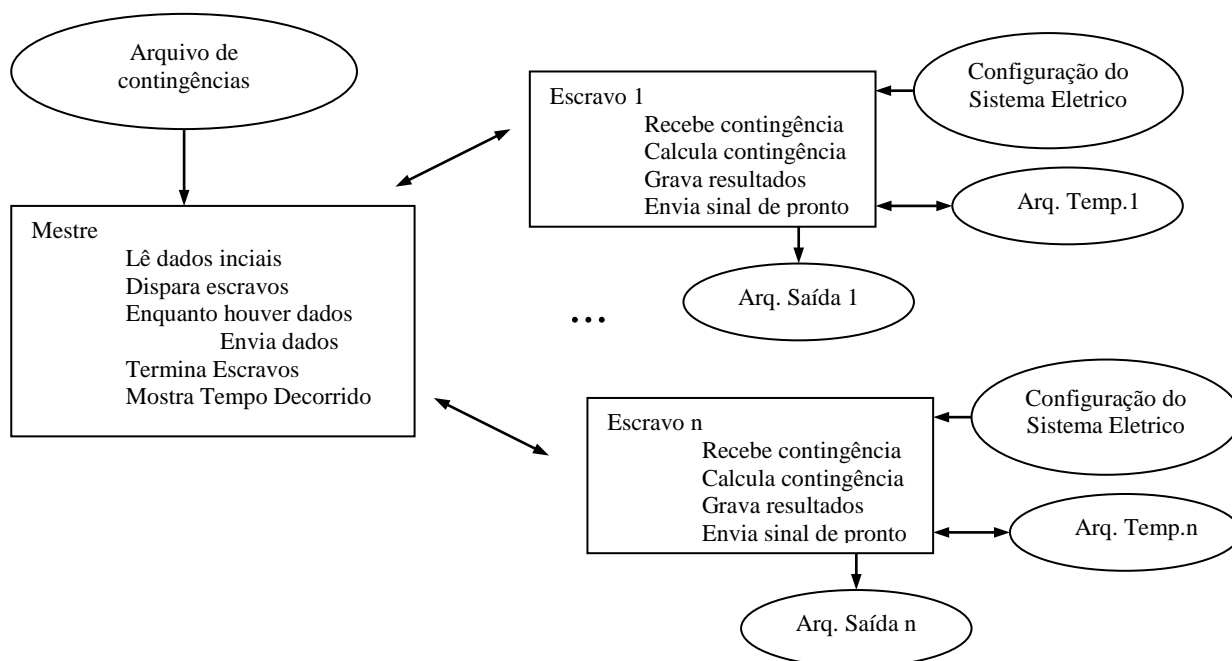 Arquivo de
contingências
Mestre
Lê dados inciais
Dispara escravos
Enquanto houver dados
Envia dados
Termina Escravos
Mostra Tempo Decorrido
Escravo 1
Recebe contingência
Calcula contingência
Grava resultados
Envia sinal de pronto
Configuração do
Sistema Eletrico
Arq. Temp.1
Arq. Saída 1
...
Escravo n
Recebe contingência
Calcula contingência
Grava resultados
Envia sinal de pronto
Configuração do
Sistema Eletrico
Arq. Temp.n
Arq. Saída n